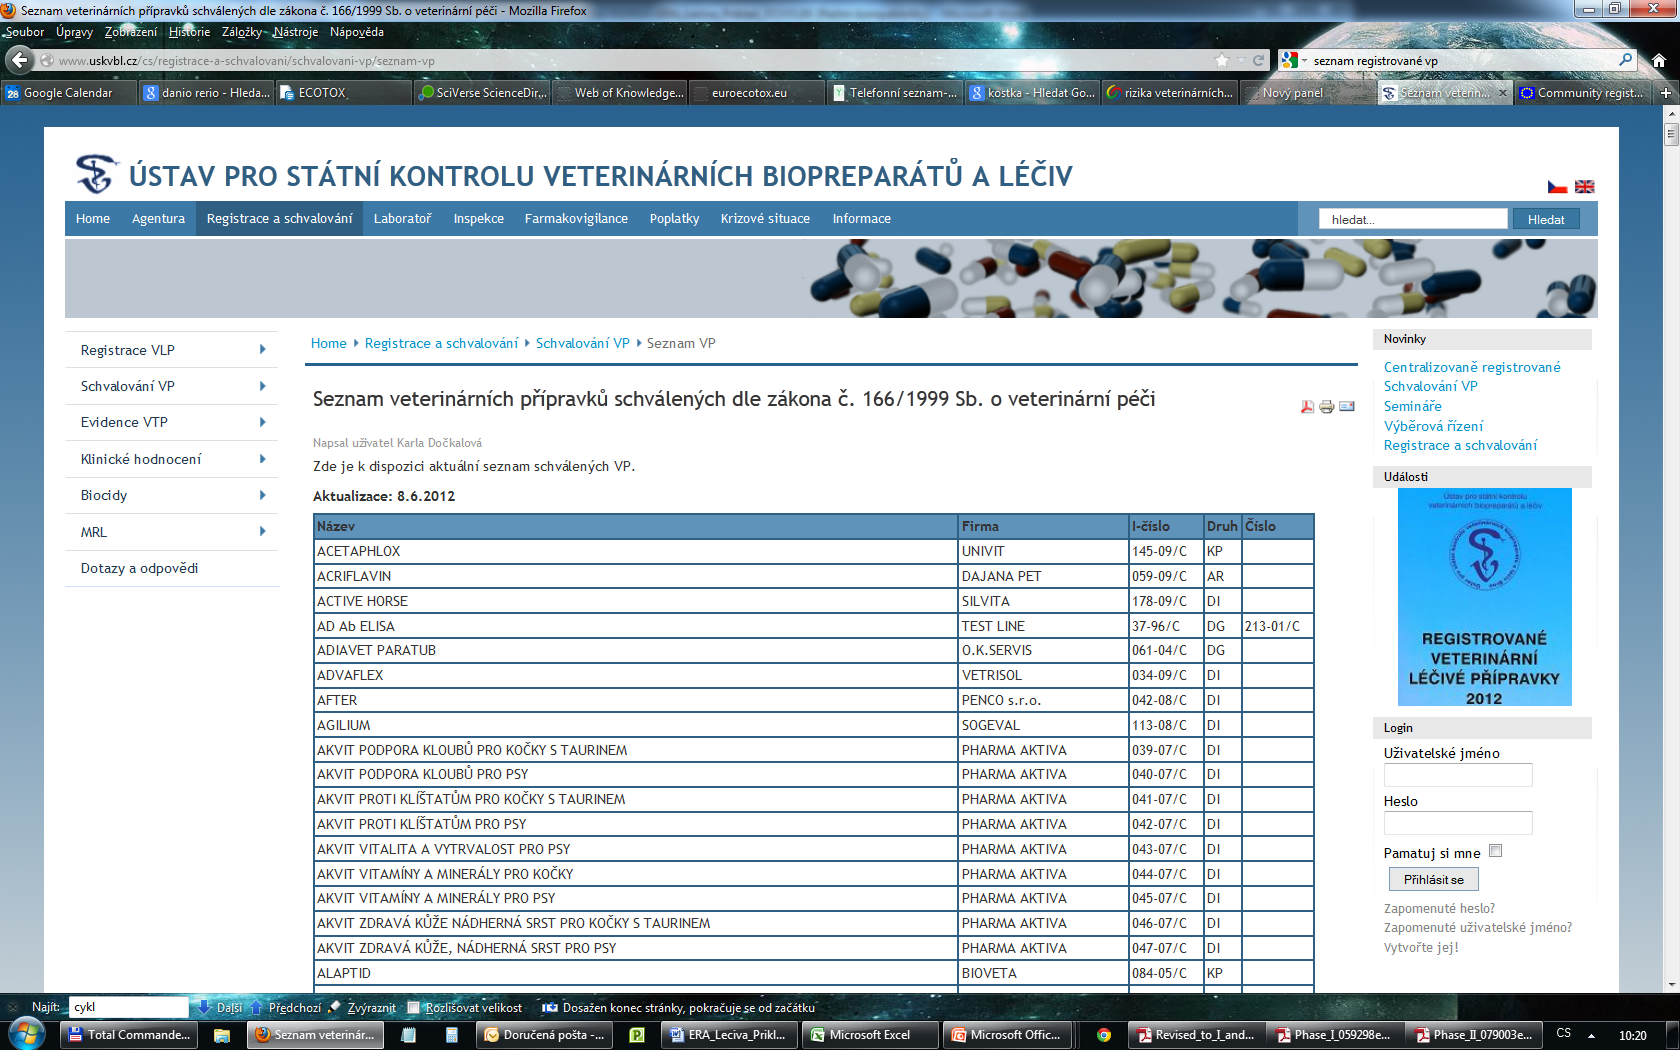 Seznam veterinárních přípravků schválených dle zákona č. 166/1999 Sb. o veterinární péči - Mozilla Firefox
Soubor Úpravy Zobrazení Historie Záložky Nástroje Nápověda
www.uskvbl.cz/cs/registrace-a-schvalovani/schvalovani-vp/seznam-vp
seznam registrované vp
Google Calendar
danio rerio - Hleda...
ECOTOX
SciVerse ScienceDir...
Web of Knowledge...
euroecotox.eu
Telefonní seznam-...
kostka - Hledat Go...
rizika veterinárních...
Nový panel
Seznam veterin...
Community regist...
ÚSTAV PRO STÁTNÍ KONTROLU VETERINÁRNÍCH BIOPREPARÁTŮ A LÉČIV
Home Agentura Registrace a schvalování Laboratoř Inspekce Farmakovigilance Poplatky Krizové situace Informace
hledat... Hledat
Registrace VLP
Schvalování VP
Evidence VTP
Klinické hodnocení
Biocidy
MRL
Dotazy a odpovědi
Home Registrace a schvalování Schvalování VP Seznam VP
Seznam veterinárních přípravků schválených dle zákona č. 166/1999 Sb. o veterinární péči
Napsal uživatel Karla Dočkalová
Zde je k dispozici aktuální seznam schválených VP.
Aktualizace: 8.6.2012
Název Firma I-číslo Druh Číslo
ACETAPHLOX UNIVIT 145-09/C KP
ACRIFLAVIN DAJANA PET 059-09/C AR
ACTIVE HORSE SILVITA 178-09/C DI
AD Ab ELISA TEST LINE 37-96/C DG 213-01/C
ADIAVET PARATUB O.K.SERVIS 061-04/C DG
ADVAFLEX VETRISOL 034-09/C DI
AFTER PENCO s.r.o. 042-08/C DI
AGILIUM SOGEVAL 113-08/C DI
AKVIT PODPORA KLOUBŮ PRO KOČKY S TAURINEM PHARMA AKTIVA 039-07/C DI
AKVIT PODPORA KLOUBŮ PRO PSY PHARMA AKTIVA 040-07/C DI
AKVIT PROTI KLÍŠTATŮM PRO KOČKY S TAURINEM PHARMA AKTIVA 041-07/C DI
AKVIT PROTI KLÍŠTATŮM PRO PSY PHARMA AKTIVA 042-07/C DI
AKVIT VITALITA A VYTRVALOST PRO PSY PHARMA AKTIVA 043-07/C DI
AKVIT VITAMÍNY A MINERÁLY PRO KOČKY PHARMA AKTIVA 044-07/C DI
AKVIT VITAMÍNY A MINERÁLY PRO PSY PHARMA AKTIVA 045-07/C DI
AKVIT ZDRAVÁ KŮŽE NÁDHERNÁ SRST PRO KOČKY S TAURINEM PHARMA AKTIVA 046-07/C DI
AKVIT ZDRAVÁ KŮŽE, NÁDHERNÁ SRST PRO PSY PHARMA AKTIVA 047-07/C DI
ALAPTID BIOVETA 084-05/C KP
Novinky
Centralizovaně registrované
Schvalování VP
Semináře
Výběrová řízení
Registrace a schvalování
Události
Ústav pro státní kontrolu
veterinárních biopreparátů a léčiv
REGISTROVANÉ
VETERINÁRNÍ
LÉČIVÉ PŘÍPRAVKY
2012
Login
Uživatelské jméno
Heslo
Pamatuj si mne
Přihlásit se
Zapomenuté heslo?
Zapomenuté uživatelské jméno?
Vytvořte jej!
Najít: cykl Další Předchozí Zvýraznit Rozlišovat velikost Dosažen konec stránky, pokračuje se od začátku
Total Commande... Seznam veterinár... Doručená pošta -... ERA_Leciva_Prikl... Microsoft Excel Microsoft Offic... Revised_to_I_and... Phase_I_059298e... Phase_II_079003e... CS 10:20